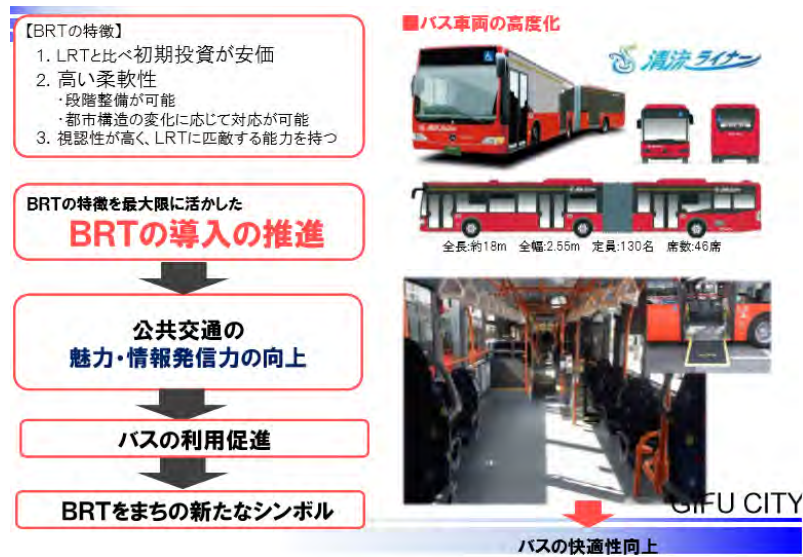 【BRTの特徴】
1. LRTと比べ初期投資が安価
2. 高い柔軟性
・段階整備が可能
・都市構造の変化に応じて対応が可能
3. 視認性が高く、LRTに匹敵する能力を持つ
BRTの特徴を最大限に活かした
BRTの導入の推進
公共交通の
魅力・情報発信力の向上
バスの利用促進
BRTをまちの新たなシンボル
■バス車両の高度化
清流ライナー
全長:約18m 全幅:2.55m 定員:130名 席数:46席
GIFU CITY
バスの快適性向上